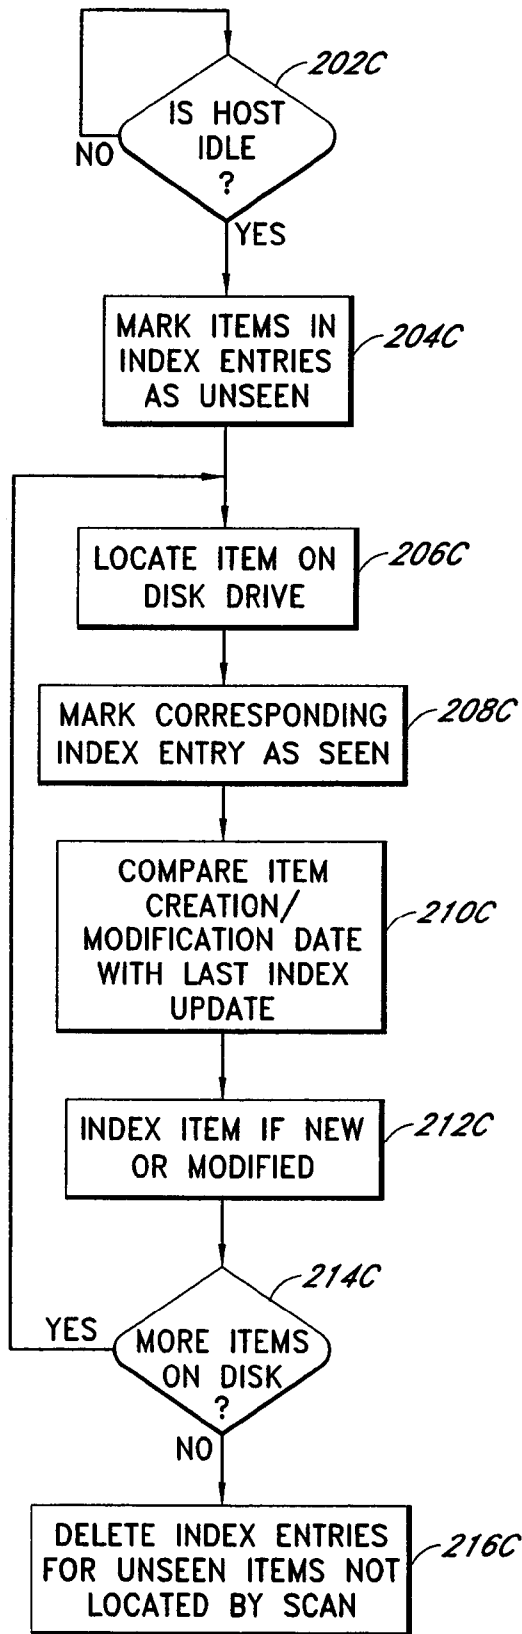 202C
IS HOST
IDLE
?
NO
YES
MARK ITEMS IN
INDEX ENTRIES
AS UNSEEN
204C
LOCATE ITEM ON
DISK DRIVE
206C
MARK CORRESPONDING
INDEX ENTRY AS SEEN
208C
COMPARE ITEM
CREATION/
MODIFICATION DATE
WITH LAST INDEX
UPDATE
210C
INDEX ITEM IF NEW
OR MODIFIED
212C
214C
YES
MORE ITEMS
ON DISK
?
NO
DELETE INDEX ENTRIES
FOR UNSEEN ITEMS NOT
LOCATED BY SCAN
216C